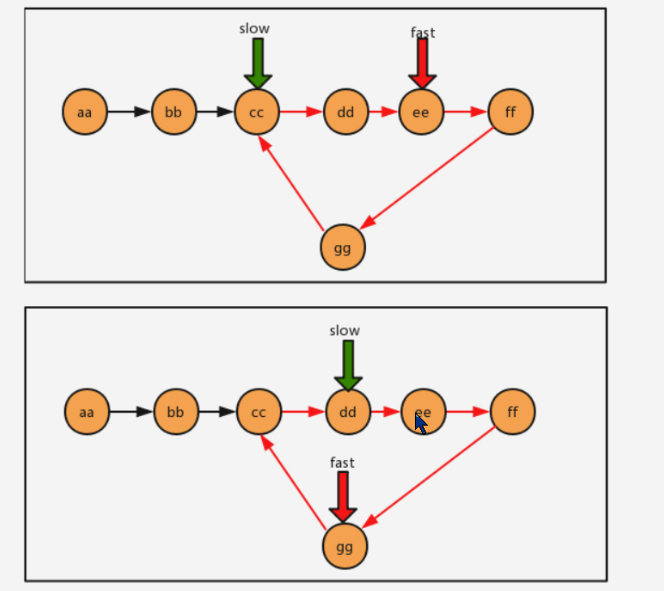 slow
fast
aa bb cc dd ee ff
gg
slow
aa bb cc dd ee ff
fast
gg